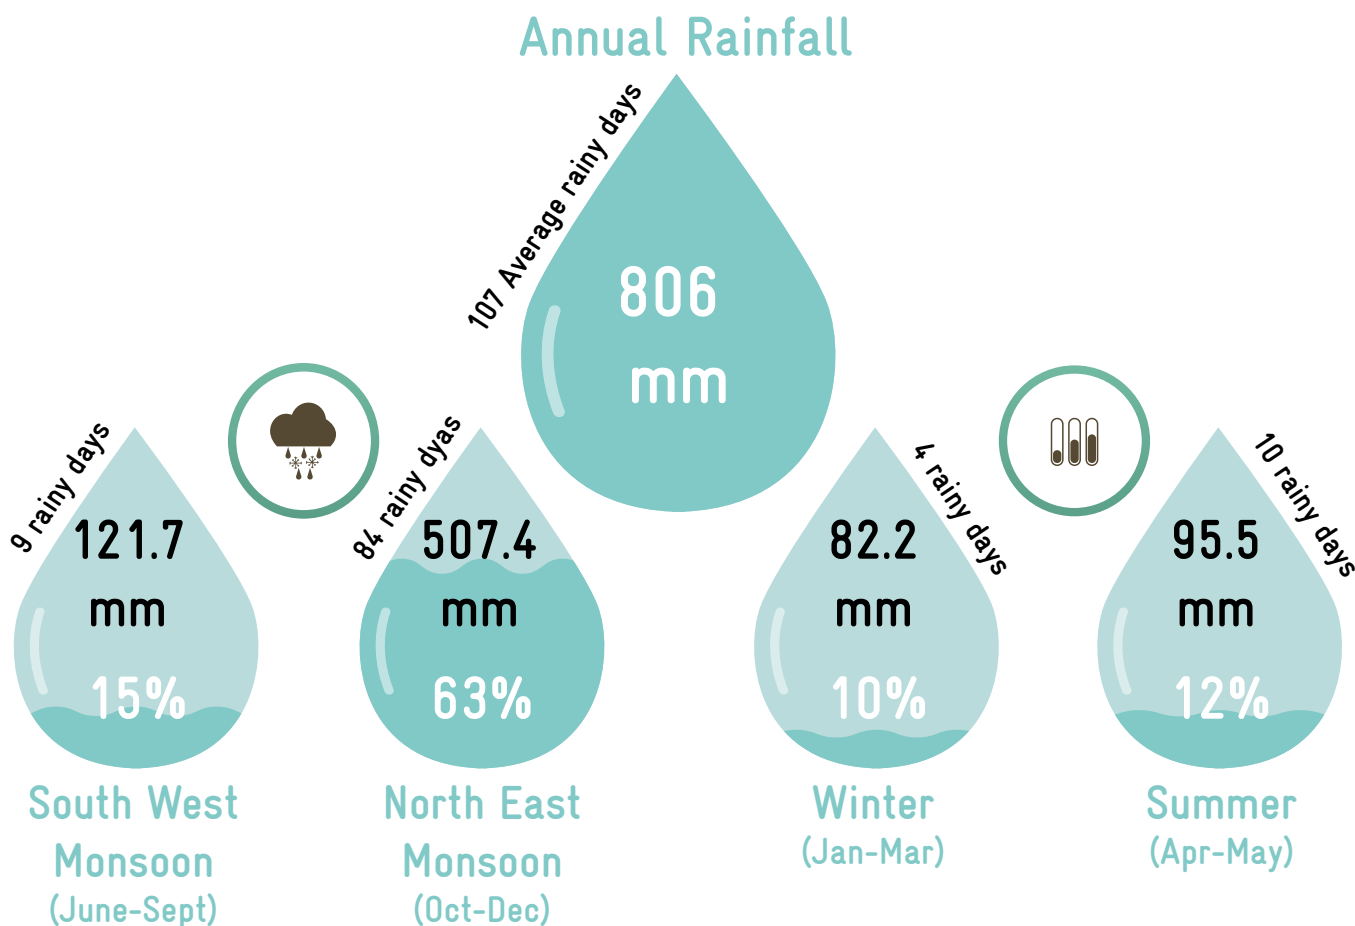 Annual Rainfall
107 Average rainy days
806
mm
9 rainy days
121.7
mm
15%
South West
Monsoon
(June-Sept)
84 rainy dyas
507.4
mm
63%
North East
Monsoon
(Oct-Dec)
4 rainy days
82.2
mm
10%
Winter
(Jan-Mar)
10 rainy days
95.5
mm
12%
Summer
(Apr-May)